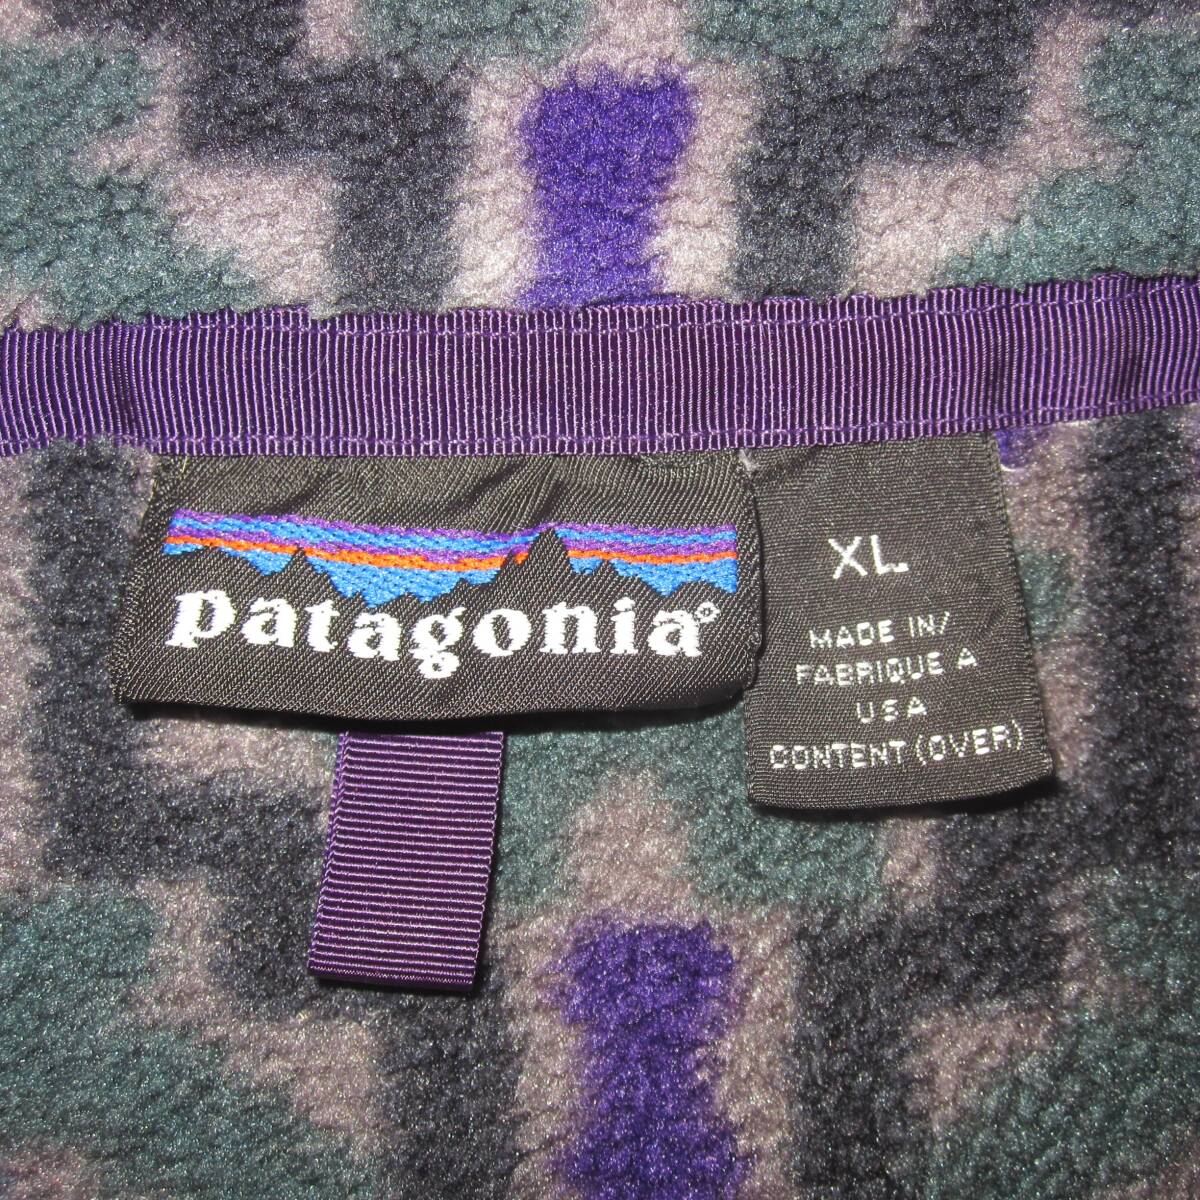 patagonia®
XL
MADE IN/
FABRIQUE A
USA
CONTENT (OVER)